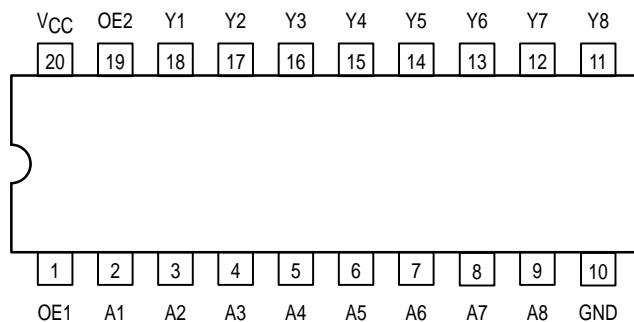 VCC OE2 Y1 Y2 Y3 Y4 Y5 Y6 Y7 Y8
20 19 18 17 16 15 14 13 12 11
1 2 3 4 5 6 7 8 9 10
OE1 A1 A2 A3 A4 A5 A6 A7 A8 GND